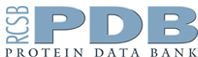 RCSB PDB
PROTEIN DATA BANK